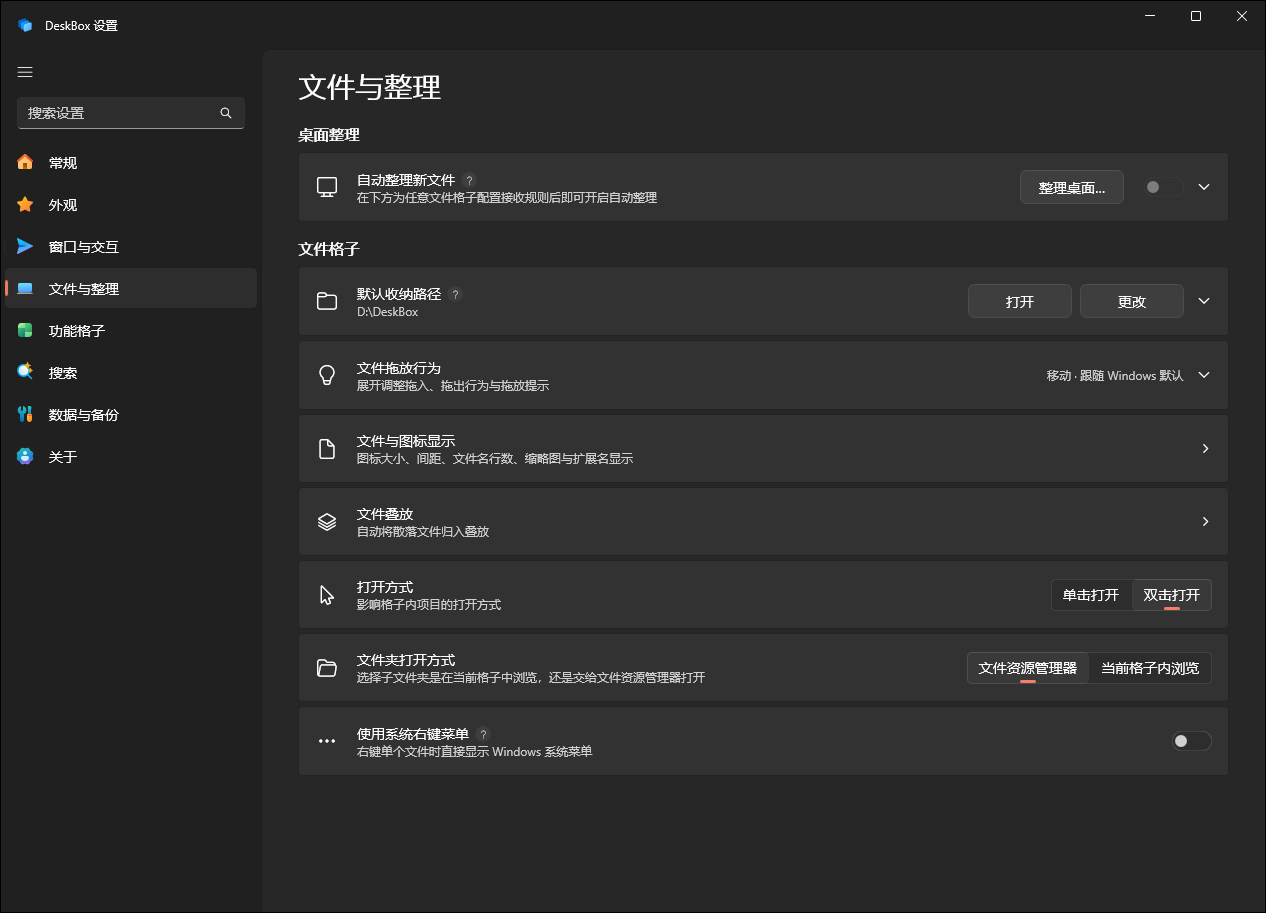 DeskBox 设置
搜索设置
常规
外观
窗口与交互
文件与整理
功能格子
搜索
数据与备份
关于
文件与整理
桌面整理
自动整理新文件 ?
在下方为任意文件格子配置接收规则后即可开启自动整理
整理桌面...
文件格子
默认收纳路径 ?
D:\DeskBox
打开
更改
文件拖放行为
展开调整拖入、拖出行为与拖放提示
移动 · 跟随 Windows 默认
文件与图标显示
图标大小、间距、文件名行数、缩略图与扩展名显示
文件叠放
自动将散落文件归入叠放
打开方式
影响格子内项目的打开方式
单击打开
双击打开
文件夹打开方式
选择子文件夹是在当前格子中浏览，还是交给文件资源管理器打开
文件资源管理器
当前格子内浏览
使用系统右键菜单 ?
右键单个文件时直接显示 Windows 系统菜单